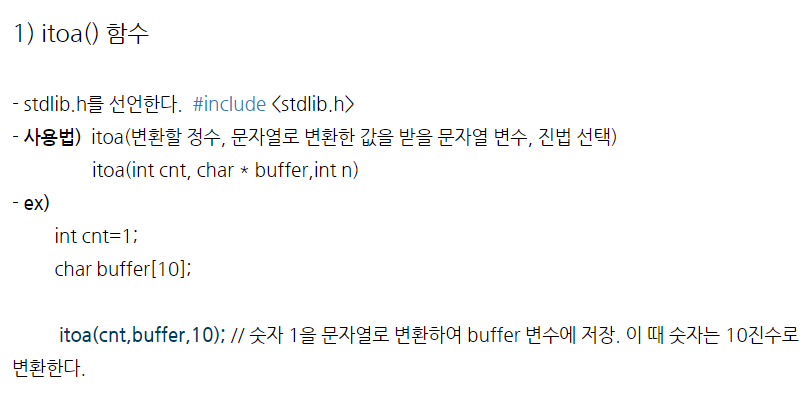 1) itoa() 함수
- stdlib.h를 선언한다. #include <stdlib.h>
- 사용법) itoa(변환할 정수, 문자열로 변환한 값을 받을 문자열 변수, 진법 선택)
itoa(int cnt, char * buffer,int n)
- ex)
int cnt=1;
char buffer[10];
itoa(cnt,buffer,10); // 숫자 1을 문자열로 변환하여 buffer 변수에 저장. 이 때 숫자는 10진수로
변환한다.